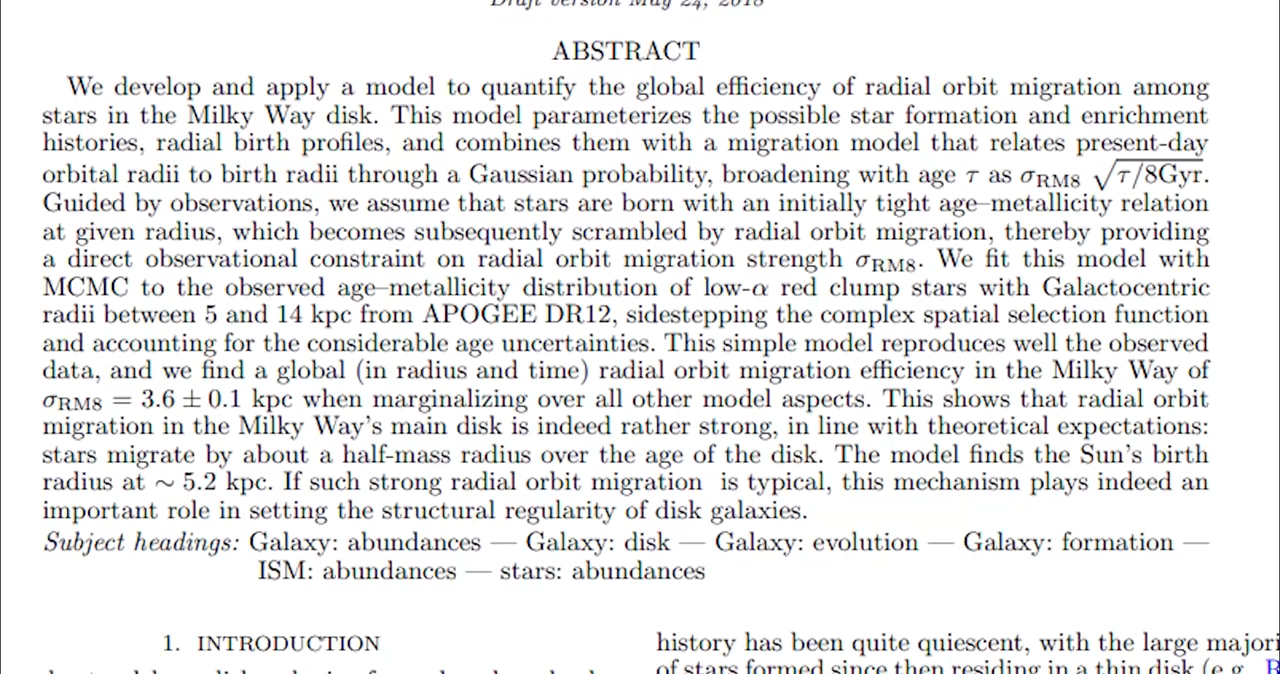 Draft version May 24, 2018
ABSTRACT
We develop and apply a model to quantify the global efficiency of radial orbit migration among
stars in the Milky Way disk. This model parameterizes the possible star formation and enrichment
histories, radial birth profiles, and combines them with a migration model that relates present-day
orbital radii to birth radii through a Gaussian probability, broadening with age τ as σRM8 √τ/8Gyr.
Guided by observations, we assume that stars are born with an initially tight age–metallicity relation
at given radius, which becomes subsequently scrambled by radial orbit migration, thereby providing
a direct observational constraint on radial orbit migration strength σRM8. We fit this model with
MCMC to the observed age–metallicity distribution of low-α red clump stars with Galactocentric
radii between 5 and 14 kpc from APOGEE DR12, sidestepping the complex spatial selection function
and accounting for the considerable age uncertainties. This simple model reproduces well the observed
data, and we find a global (in radius and time) radial orbit migration efficiency in the Milky Way of
σRM8 = 3.6 ± 0.1 kpc when marginalizing over all other model aspects. This shows that radial orbit
migration in the Milky Way's main disk is indeed rather strong, in line with theoretical expectations:
stars migrate by about a half-mass radius over the age of the disk. The model finds the Sun's birth
radius at ∼ 5.2 kpc. If such strong radial orbit migration is typical, this mechanism plays indeed an
important role in setting the structural regularity of disk galaxies.
Subject headings: Galaxy: abundances — Galaxy: disk — Galaxy: evolution — Galaxy: formation —
ISM: abundances — stars: abundances
1. INTRODUCTION
history has been quite quiescent, with the large majori
of stars formed since then residing in a thin disk (e.g., B